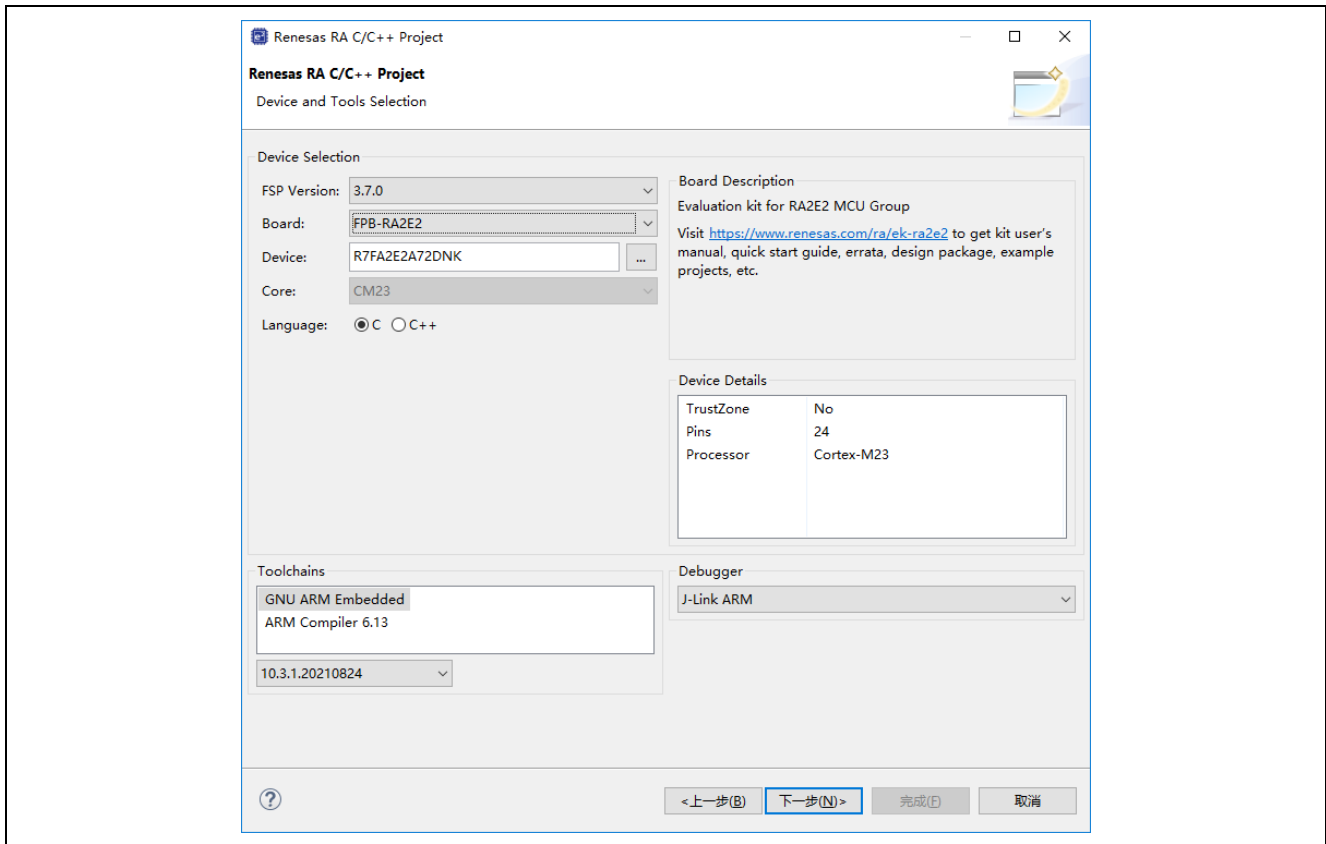 Renesas RA C/C++ Project
Renesas RA C/C++ Project
Device and Tools Selection
Device Selection
FSP Version: 3.7.0
Board: FPB-RA2E2
Device: R7FA2E2A72DNK ...
Core: CM23
Language: C C++
Board Description
Evaluation kit for RA2E2 MCU Group
Visit https://www.renesas.com/ra/ek-ra2e2 to get kit user's
manual, quick start guide, errata, design package, example
projects, etc.
Device Details
TrustZone No
Pins 24
Processor Cortex-M23
Toolchains
GNU ARM Embedded
ARM Compiler 6.13
10.3.1.20210824
Debugger
J-Link ARM
? <上一步(B) 下一步(N)> 完成(F) 取消